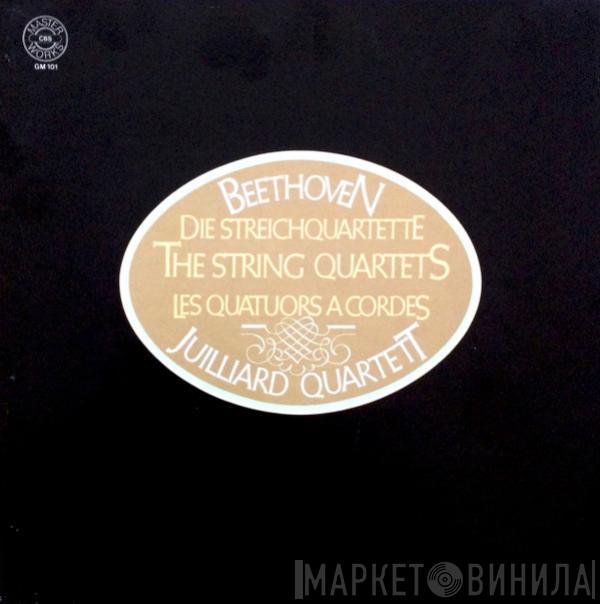 MASTER WORKS
CBS
GM 101
BEETHOVEN
DIE STREICHQUARTETTE
THE STRING QUARTETS
LES QUATUORS A CORDES
JUILLIARD QUARTETT
МАРКЕТ ВИНИЛА